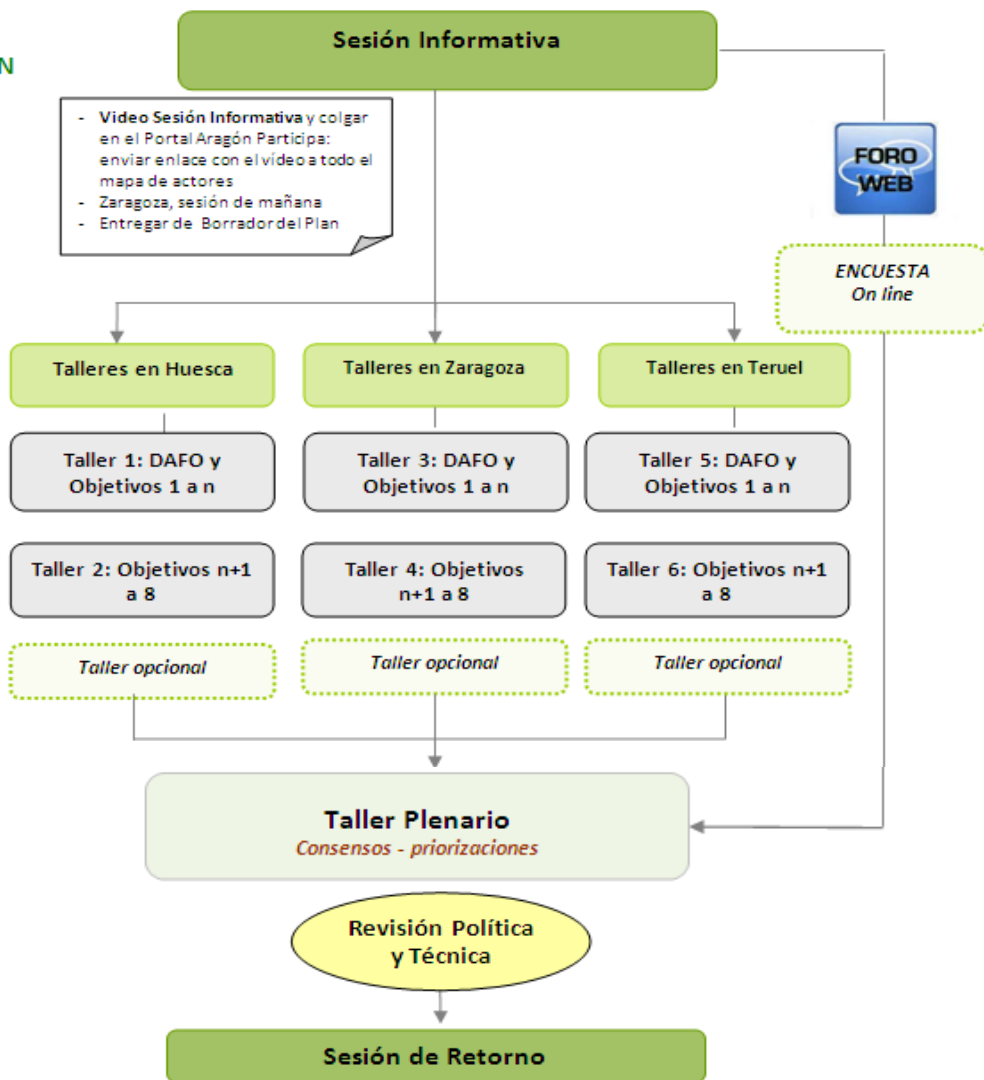 Sesión Informativa
N
- Video Sesión Informativa y colgar
en el Portal Aragón Participa:
enviar enlace con el vídeo a todo el
mapa de actores
- Zaragoza, sesión de mañana
- Entregar de Borrador del Plan
FORO
WEB
ENCUESTA
On line
Talleres en Huesca
Talleres en Zaragoza
Talleres en Teruel
Taller 1: DAFO y
Objetivos 1 a n
Taller 3: DAFO y
Objetivos 1 a n
Taller 5: DAFO y
Objetivos 1 a n
Taller 2: Objetivos n+1
a 8
Taller 4: Objetivos
n+1 a 8
Taller 6: Objetivos n+1
a 8
Taller opcional
Taller opcional
Taller opcional
Taller Plenario
Consensos - priorizaciones
Revisión Política
y Técnica
Sesión de Retorno